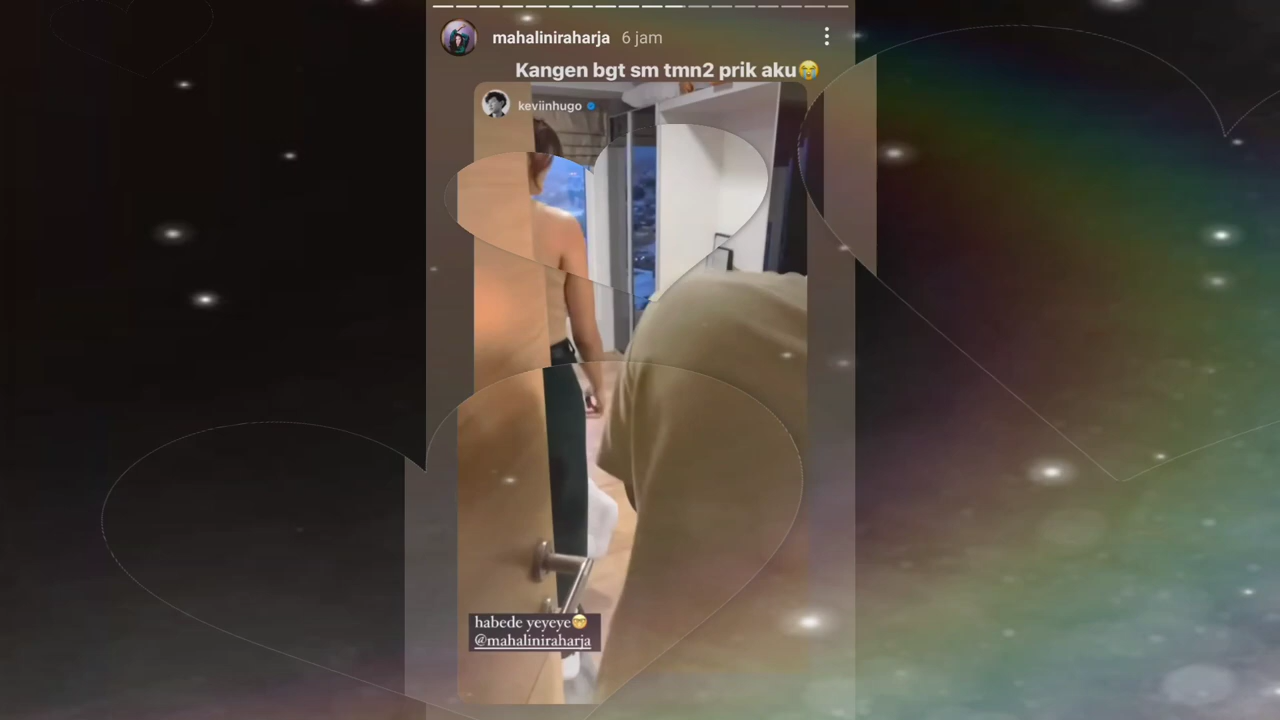 mahaliniraharja 6 jam
Kangen bgt sm tmn2 prik aku😭
keviinhugo
habede yeyeye😁
@mahaliniraharja